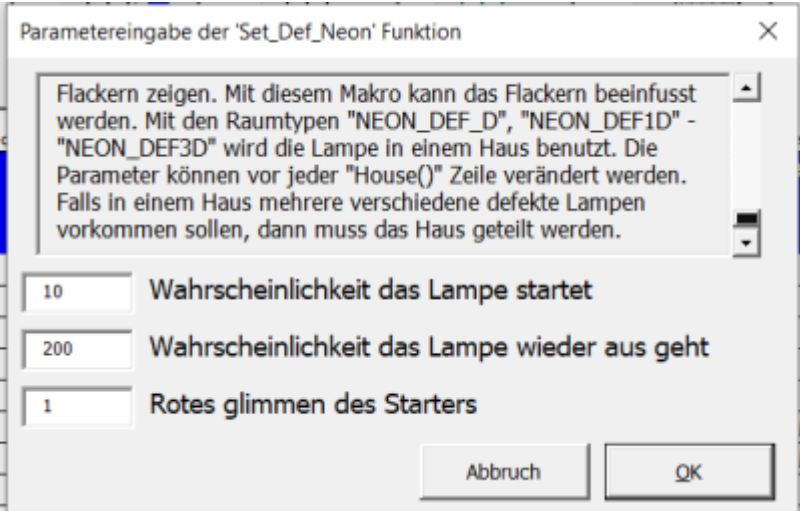 Parametereingabe der 'Set_Def_Neon' Funktion
Flackern zeigen. Mit diesem Makro kann das Flackern beeinfusst
werden. Mit den Raumtypen "NEON_DEF_D", "NEON_DEF1D" -
"NEON_DEF3D" wird die Lampe in einem Haus benutzt. Die
Parameter können vor jeder "House()" Zeile verändert werden.
Falls in einem Haus mehrere verschiedene defekte Lampen
vorkommen sollen, dann muss das Haus geteilt werden.
10 Wahrscheinlichkeit das Lampe startet
200 Wahrscheinlichkeit das Lampe wieder aus geht
1 Rotes glimmen des Starters
Abbruch OK